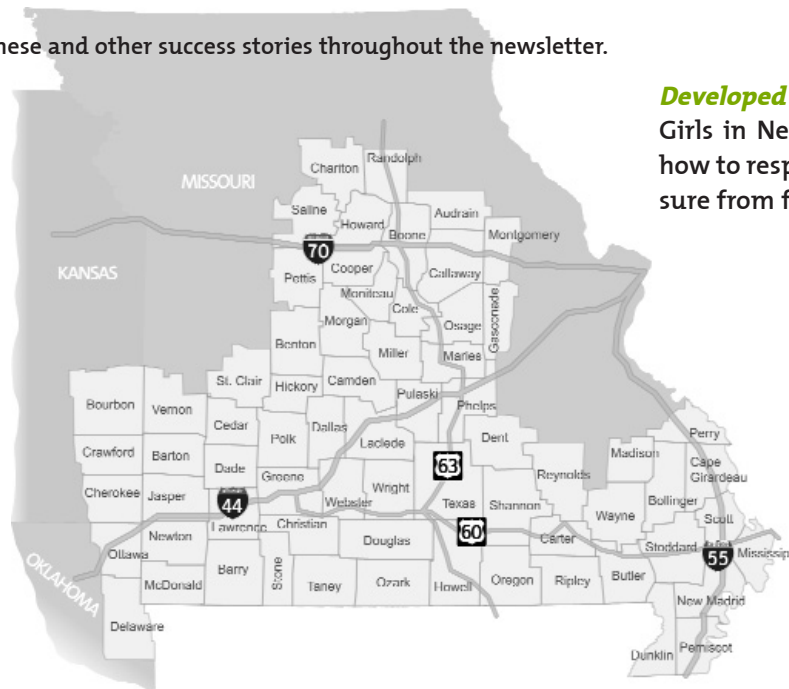 hese and other success stories throughout the newsletter.
Developed
Girls in Ne
how to resp
sure from f
MISSOURI
KANSAS
OKLAHOMA
Chariton
Randolph
Saline
Howard
Boone
Audrain
Montgomery
70
Pettis
Cooper
Moniteau
Callaway
Cole
Osage
Gasconade
Morgan
Benton
Miller
Maries
St. Clair
Hickory
Camden
Pulaski
Phelps
Bourbon
Vernon
Cedar
Polk
Dallas
Laclede
Dent
Crawford
Barton
Dade
Greene
Wright
63
Reynolds
Madison
Perry
Cape
Girardeau
Cherokee
Jasper
44
Webster
Texas
Shannon
Wayne
Bollinger
Scott
Lawrence
Christian
Douglas
60
Carter
Stoddard
55
Mississip
Newton
Ottawa
McDonald
Barry
Stone
Taney
Ozark
Howell
Oregon
Ripley
Butler
New Madrid
Delaware
Dunklin
Pemiscot